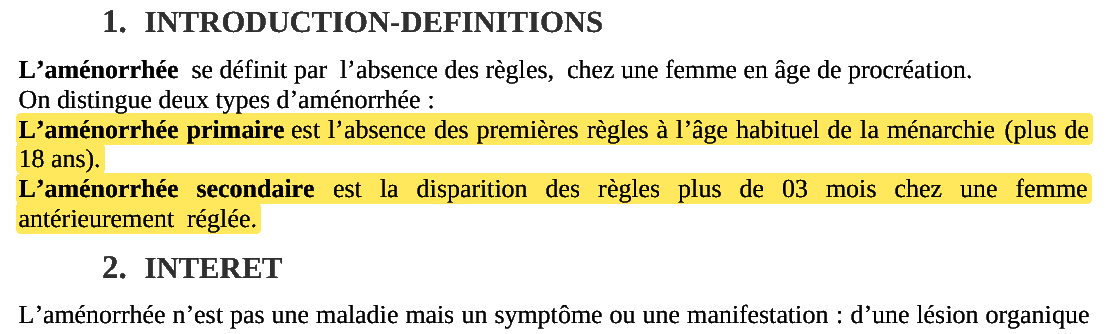 1. INTRODUCTION-DEFINITIONS
L’aménorrhée se définit par l’absence des règles, chez une femme en âge de procréation.
On distingue deux types d’aménorrhée :
L’aménorrhée primaire est l’absence des premières règles à l’âge habituel de la ménarchie (plus de
18 ans).
L’aménorrhée secondaire est la disparition des règles plus de 03 mois chez une femme
antérieurement réglée.
2. INTERET
L’aménorrhée n’est pas une maladie mais un symptôme ou une manifestation : d’une lésion organique